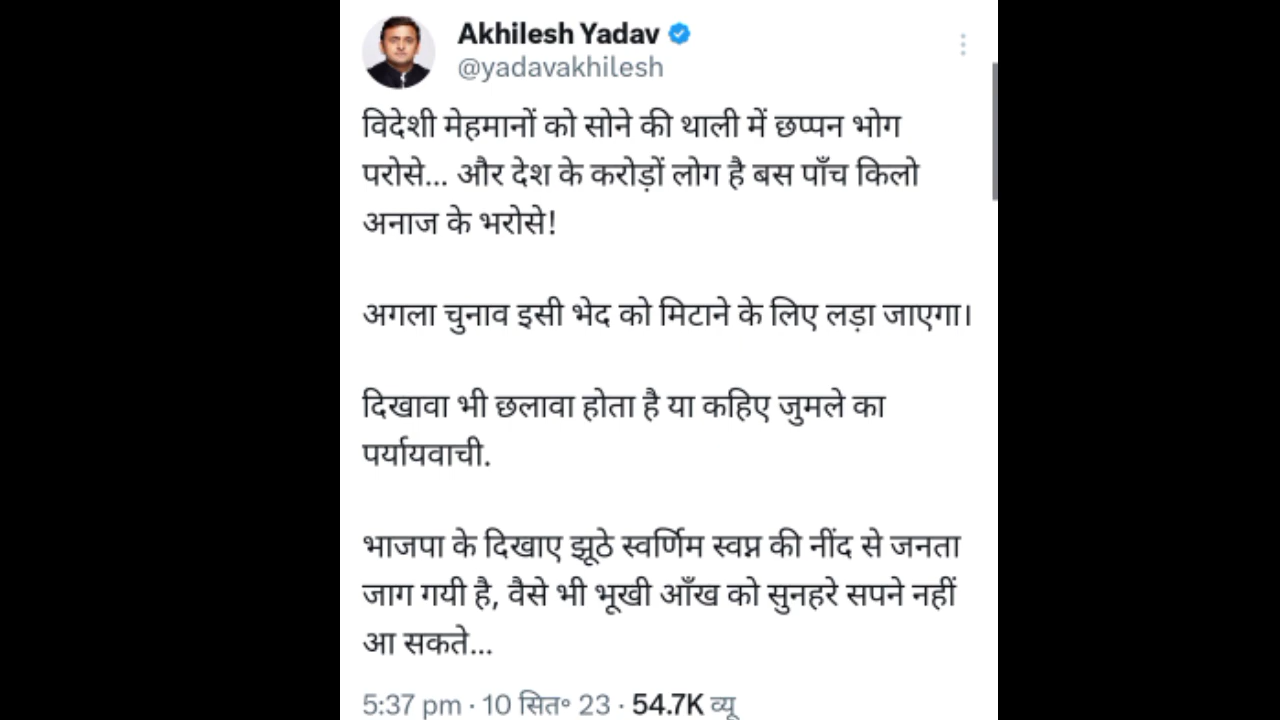 Akhilesh Yadav
@yadavakhilesh
विदेशी मेहमानों को सोने की थाली में छप्पन भोग
परोसे... और देश के करोड़ों लोग है बस पाँच किलो
अनाज के भरोसे!
अगला चुनाव इसी भेद को मिटाने के लिए लड़ा जाएगा।
दिखावा भी छलावा होता है या कहिए जुमले का
पर्यायवाची.
भाजपा के दिखाए झूठे स्वर्णिम स्वप्न की नींद से जनता
जाग गयी है, वैसे भी भूखी आँख को सुनहरे सपने नहीं
आ सकते...
5:37 pm · 10 सित॰ 23 · 54.7K व्यू